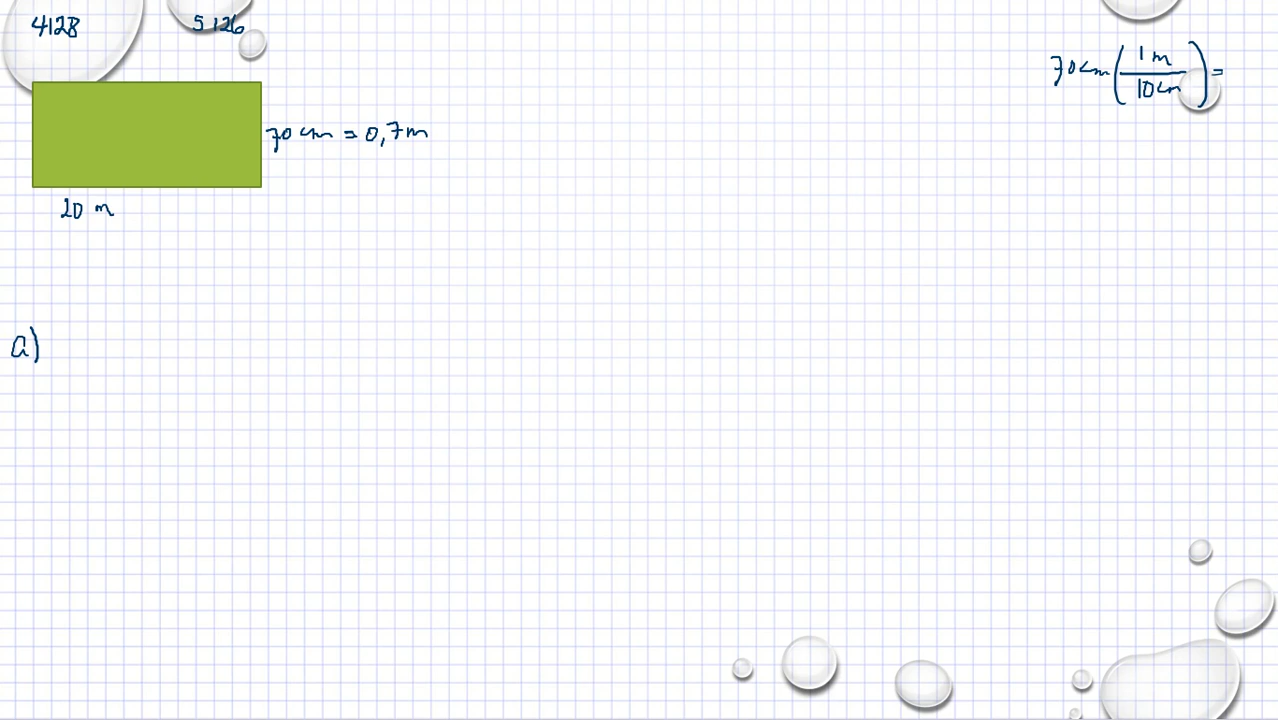 4128 5126
70 cm (1 m / 10 cm) =
70 cm = 0,7 m
20 m
a)